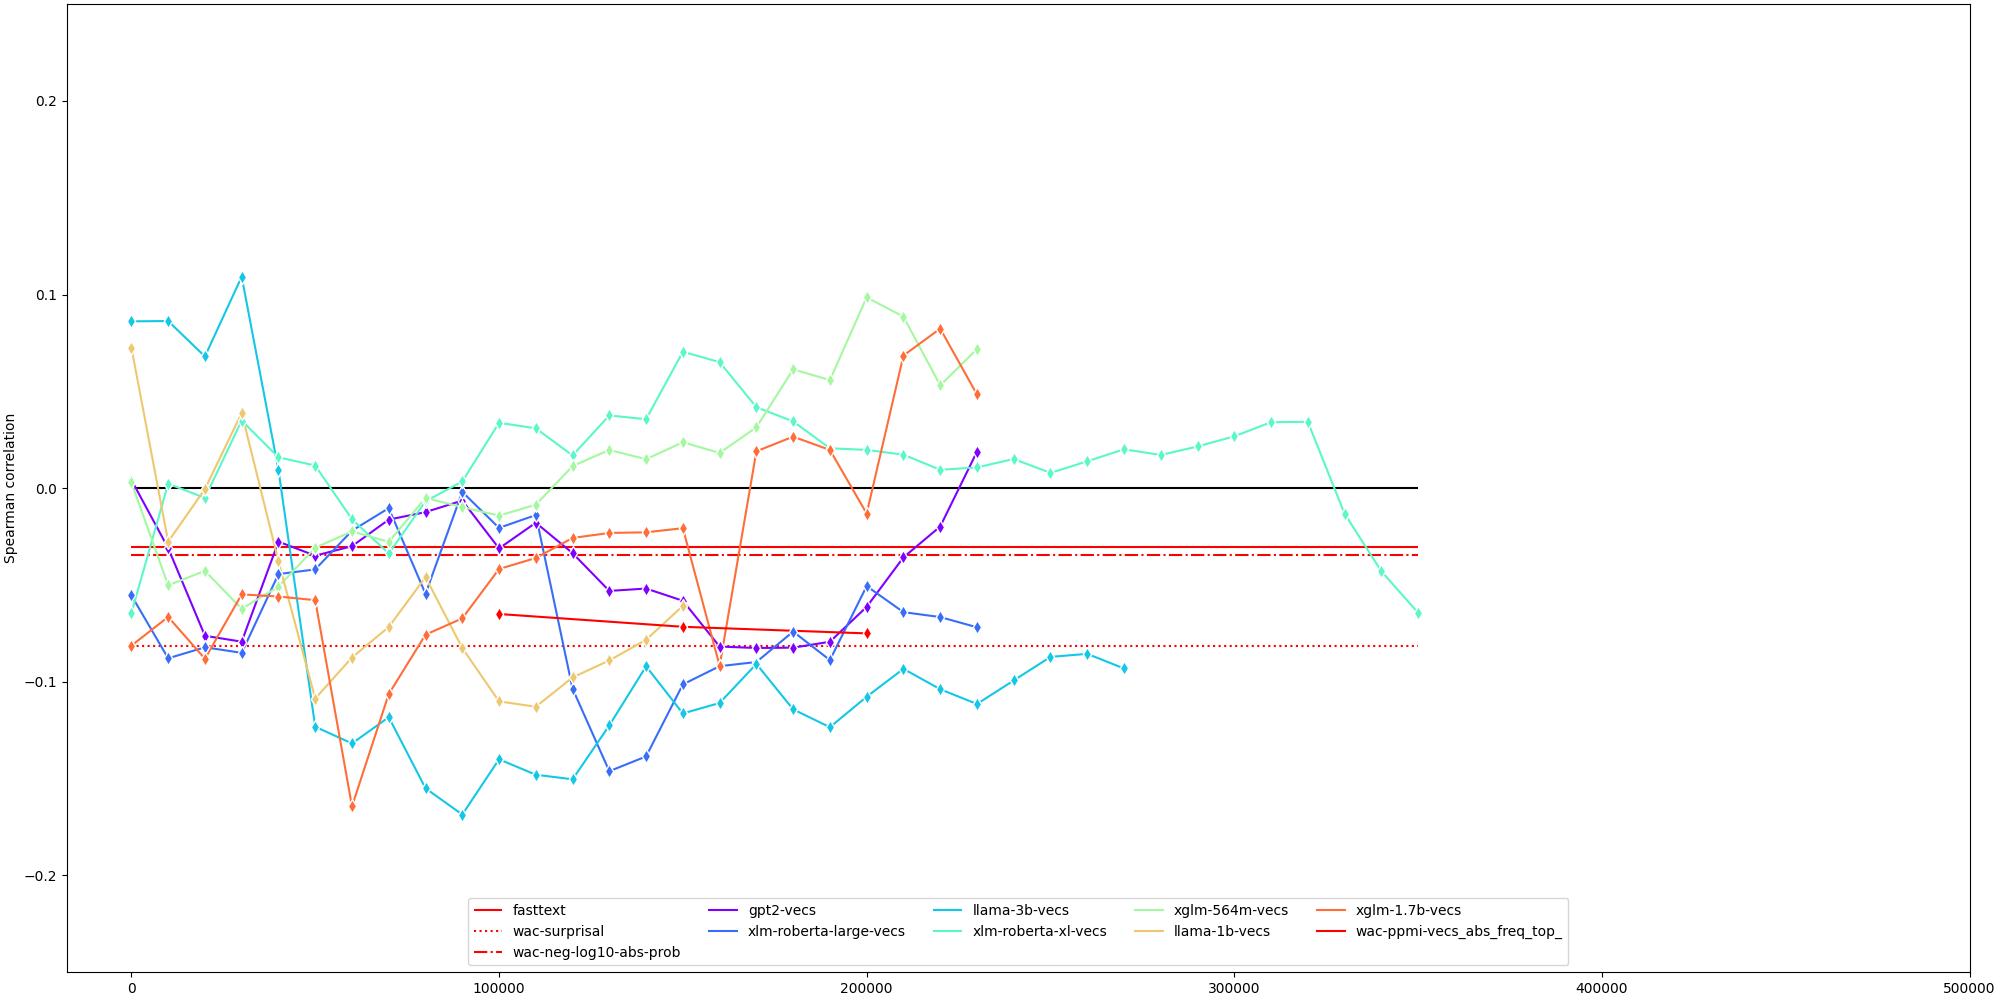 0.2
0.1
0.0
−0.1
−0.2
Spearman correlation
fasttext
wac-surprisal
wac-neg-log10-abs-prob
gpt2-vecs
xlm-roberta-large-vecs
llama-3b-vecs
xlm-roberta-xl-vecs
xglm-564m-vecs
llama-1b-vecs
xglm-1.7b-vecs
wac-ppmi-vecs_abs_freq_top_
0 100000 200000 300000 400000 500000